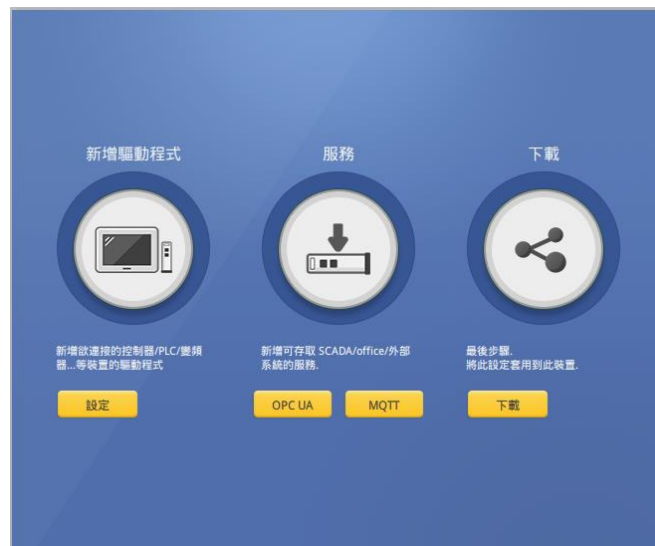 新增驅動程式
服務
下載
新增欲連接的控制器/PLC/變頻
器...等裝置的驅動程式
新增可存取 SCADA/office/外部
系統的服務.
最後步驟.
將此設定套用到此裝置.
設定
OPC UA
MQTT
下載